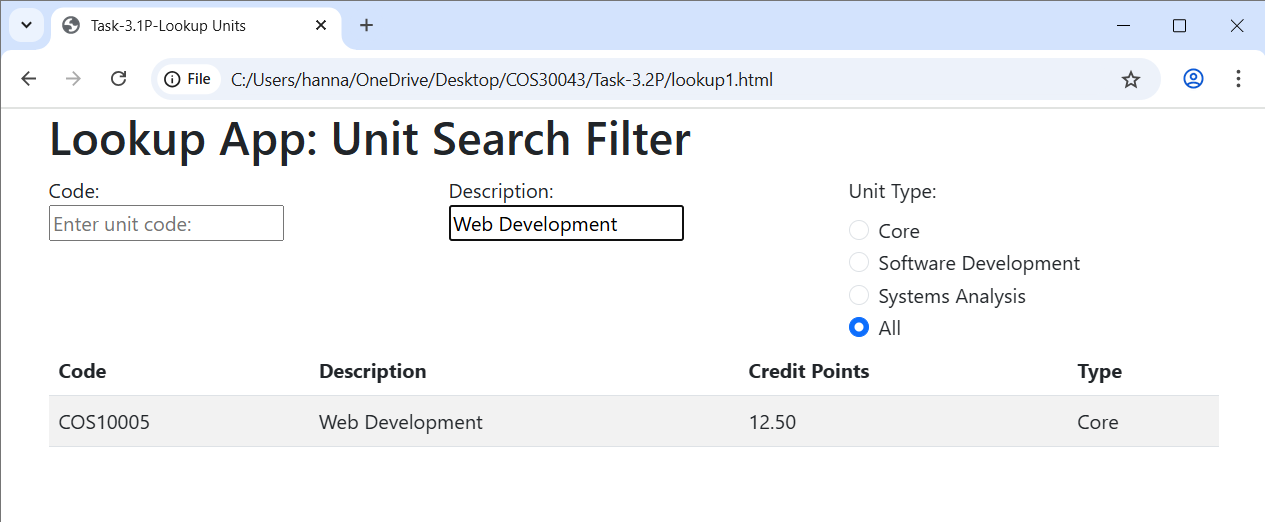 Task-3.1P-Lookup Units
File C:/Users/hanna/OneDrive/Desktop/COS30043/Task-3.2P/lookup1.html
Lookup App: Unit Search Filter
Code: Description: Unit Type:
Enter unit code: Web Development
Core
Software Development
Systems Analysis
All
Code Description Credit Points Type
COS10005 Web Development 12.50 Core